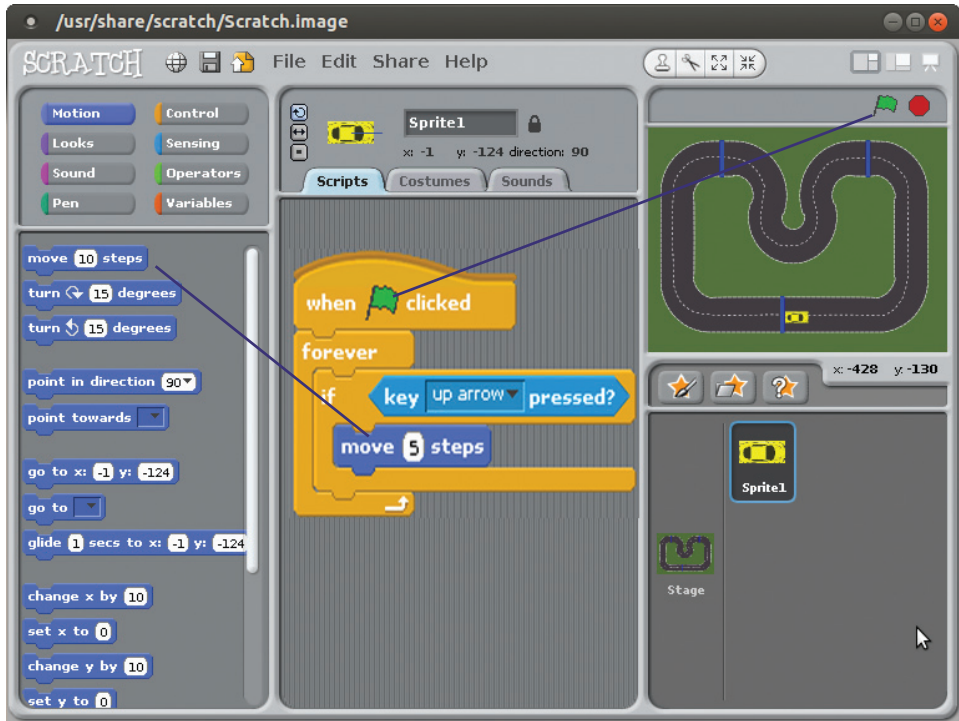 /usr/share/scratch/Scratch.image
SCRATCH File Edit Share Help
Motion Control
Looks Sensing
Sound Operators
Pen Variables
move 10 steps
turn 15 degrees
turn 15 degrees
point in direction 90
point towards
go to x: -1 y: -124
go to
glide 1 secs to x: -1 y: -124
change x by 10
set x to 0
change y by 10
set y to 0
Sprite1
x: -1 y: -124 direction: 90
Scripts Costumes Sounds
when clicked
forever
if key up arrow pressed?
move 5 steps
x: -428 y: -130
Sprite1
Stage